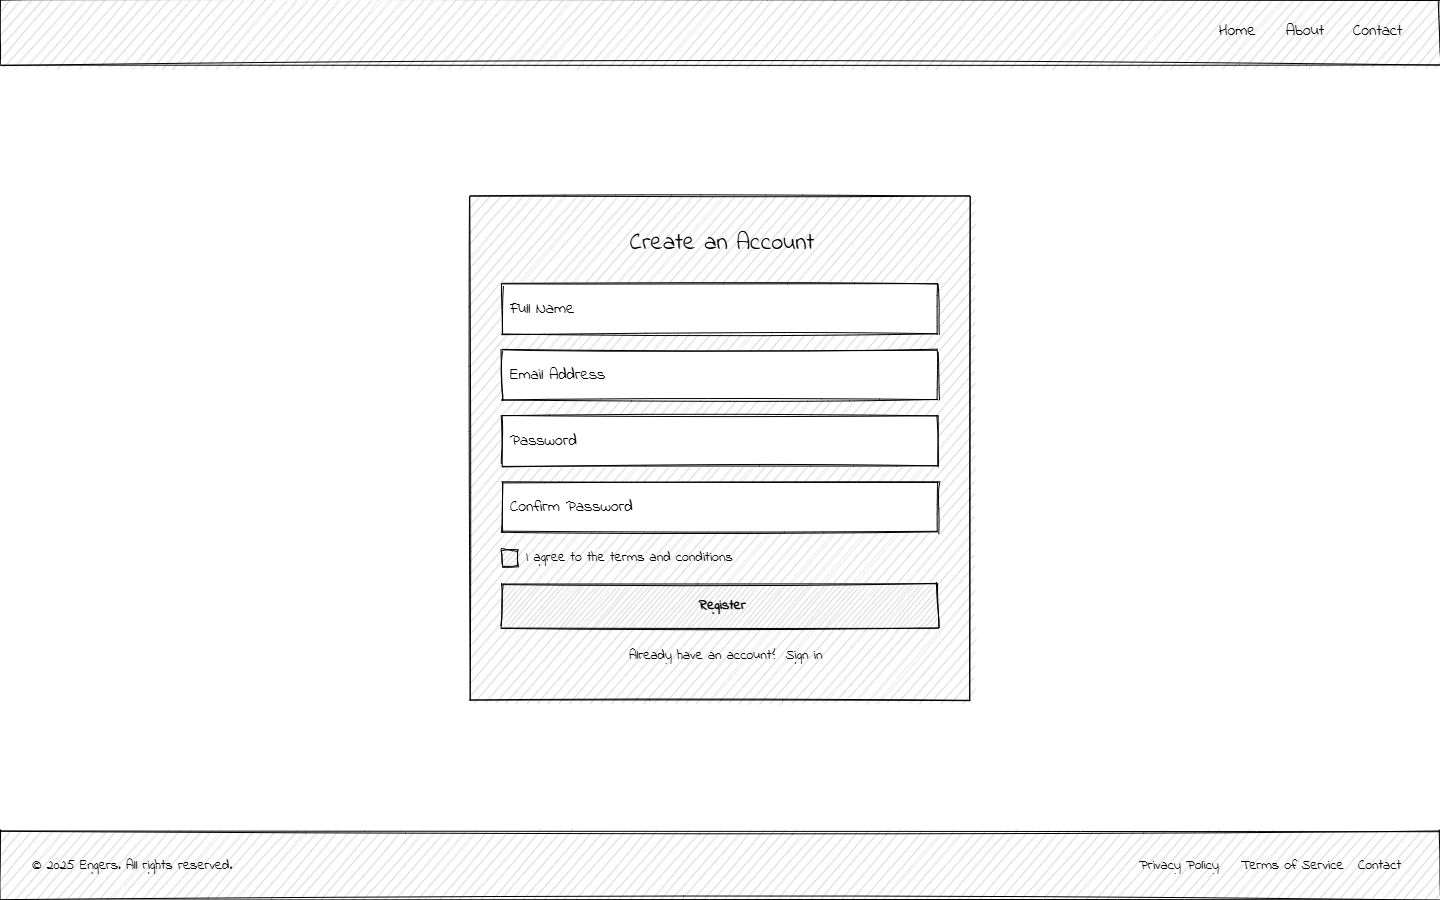 Home About Contact
Create an Account
Full Name
Email Address
Password
Confirm Password
I agree to the terms and conditions
Register
Already have an account? Sign in
© 2025 Engers. All rights reserved. Privacy Policy Terms of Service Contact